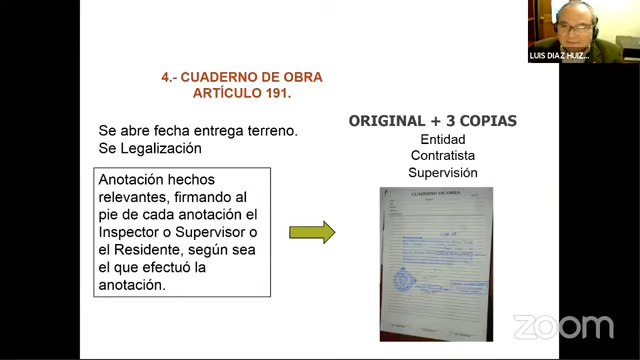 LUIS DIAZ HUIZ...
4.- CUADERNO DE OBRA
ARTÍCULO 191.
Se abre fecha entrega terreno.
Se Legalización
Anotación hechos
relevantes, firmando al
pie de cada anotación el
Inspector o Supervisor o
el Residente, según sea
el que efectuó la
anotación.
ORIGINAL + 3 COPIAS
Entidad
Contratista
Supervisión
CUADERNO DE OBRA
zoom